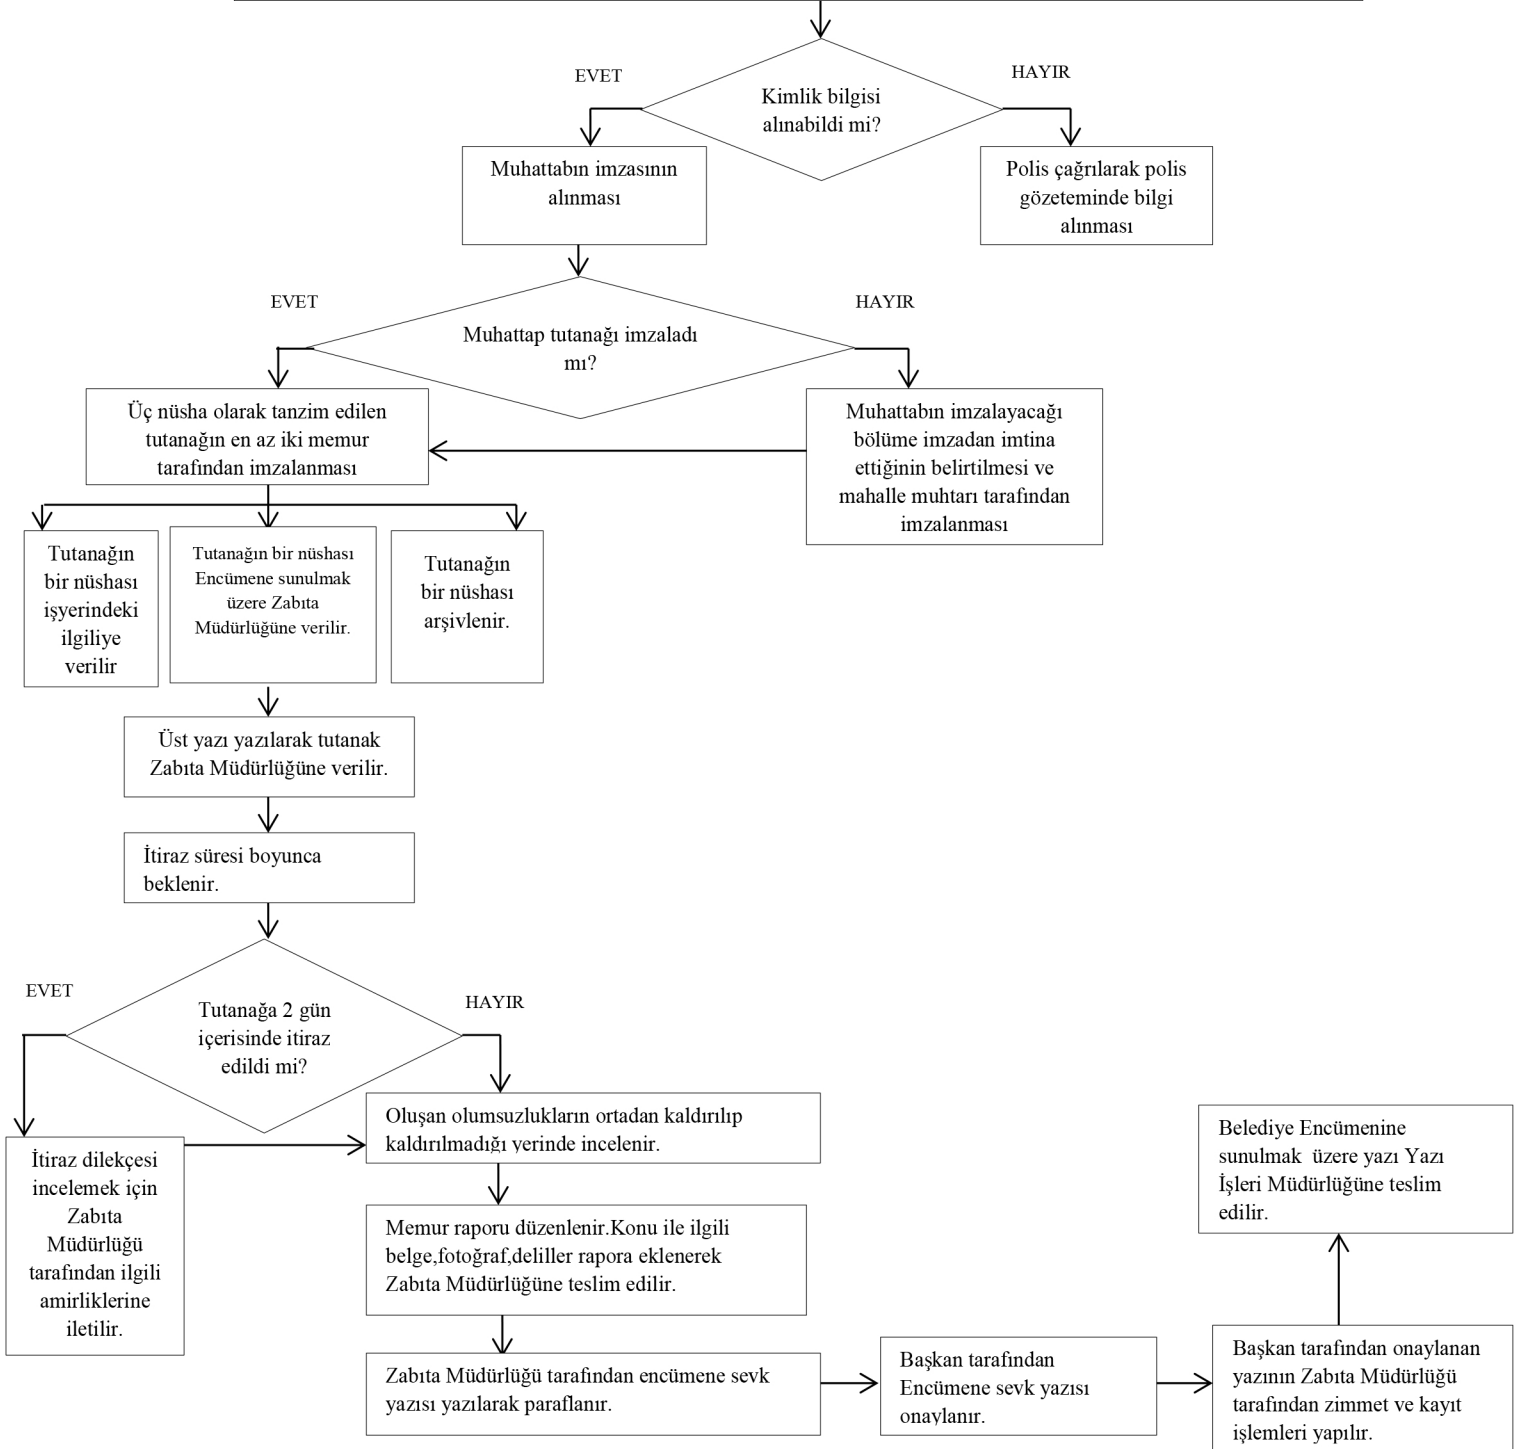 EVET
HAYIR
Kimlik bilgisi
alınabildi mi?
Muhattabın imzasının
alınması
Polis çağrılarak polis
gözeteminde bilgi
alınması
EVET
HAYIR
Muhattap tutanağı imzaladı
mı?
Üç nüsha olarak tanzim edilen
tutanağın en az iki memur
tarafından imzalanması
Muhattabın imzalayacağı
bölüme imzadan imtina
ettiğinin belirtilmesi ve
mahalle muhtarı tarafından
imzalanması
Tutanağın
bir nüshası
işyerindeki
ilgiliye
verilir
Tutanağın bir nüshası
Encümene sunulmak
üzere Zabıta
Müdürlüğüne verilir.
Tutanağın
bir nüshası
arşivlenir.
Üst yazı yazılarak tutanak
Zabıta Müdürlüğüne verilir.
İtiraz süresi boyunca
beklenir.
EVET
HAYIR
Tutanağa 2 gün
içerisinde itiraz
edildi mi?
Oluşan olumsuzlukların ortadan kaldırılıp
kaldırılmadığı yerinde incelenir.
İtiraz dilekçesi
incelemek için
Zabıta
Müdürlüğü
tarafından ilgili
amirliklerine
iletilir.
Memur raporu düzenlenir.Konu ile ilgili
belge,fotoğraf,deliller rapora eklenerek
Zabıta Müdürlüğüne teslim edilir.
Zabıta Müdürlüğü tarafından encümene sevk
yazısı yazılarak paraflanır.
Başkan tarafından
Encümene sevk yazısı
onaylanır.
Başkan tarafından onaylanan
yazının Zabıta Müdürlüğü
tarafından zimmet ve kayıt
işlemleri yapılır.
Belediye Encümenine
sunulmak  üzere yazı Yazı
İşleri Müdürlüğüne teslim
edilir.